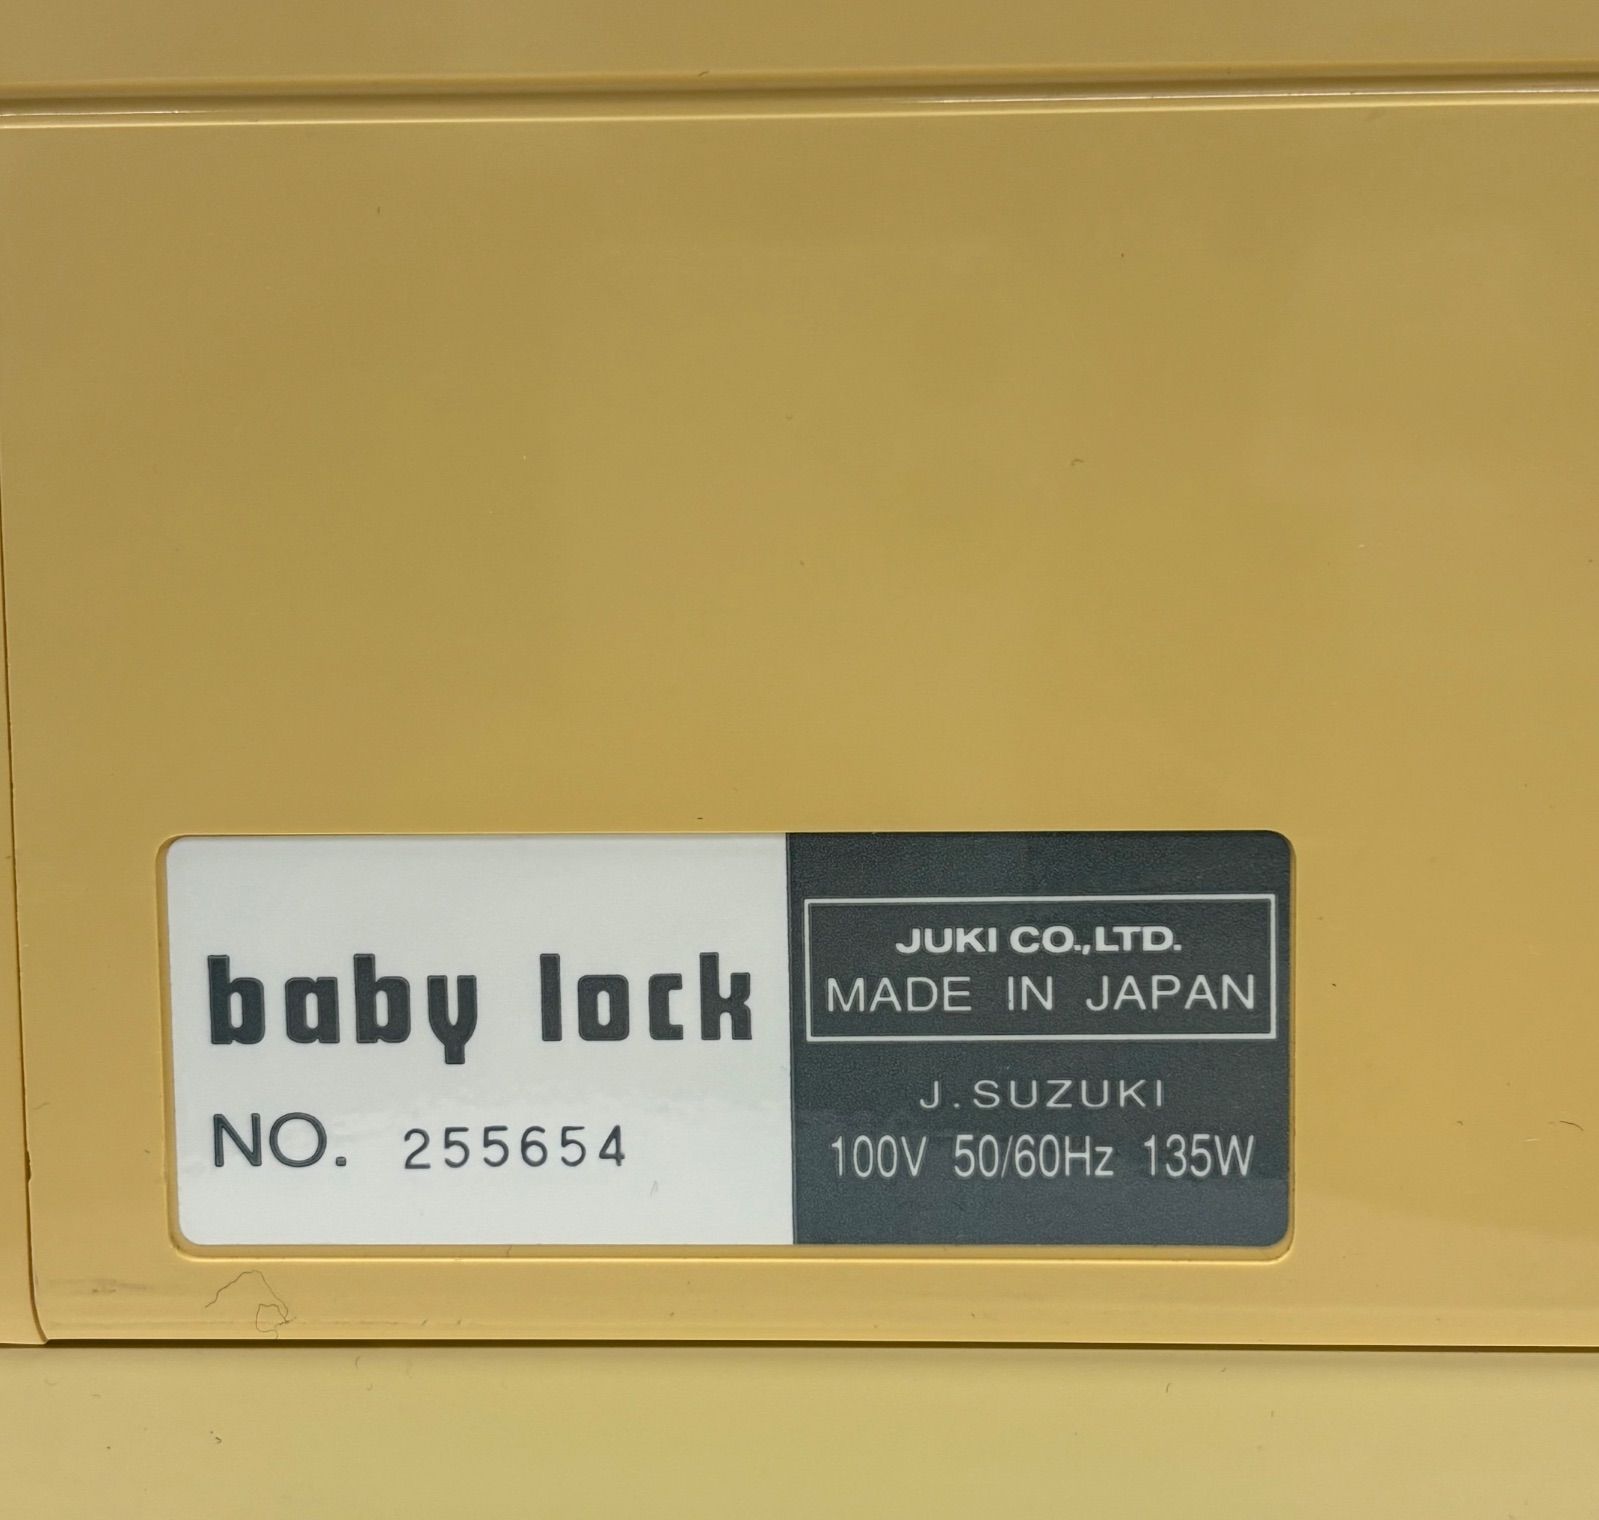 baby lock
NO. 255654
JUKI CO.,LTD.
MADE IN JAPAN
J.SUZUKI
100V 50/60Hz 135W